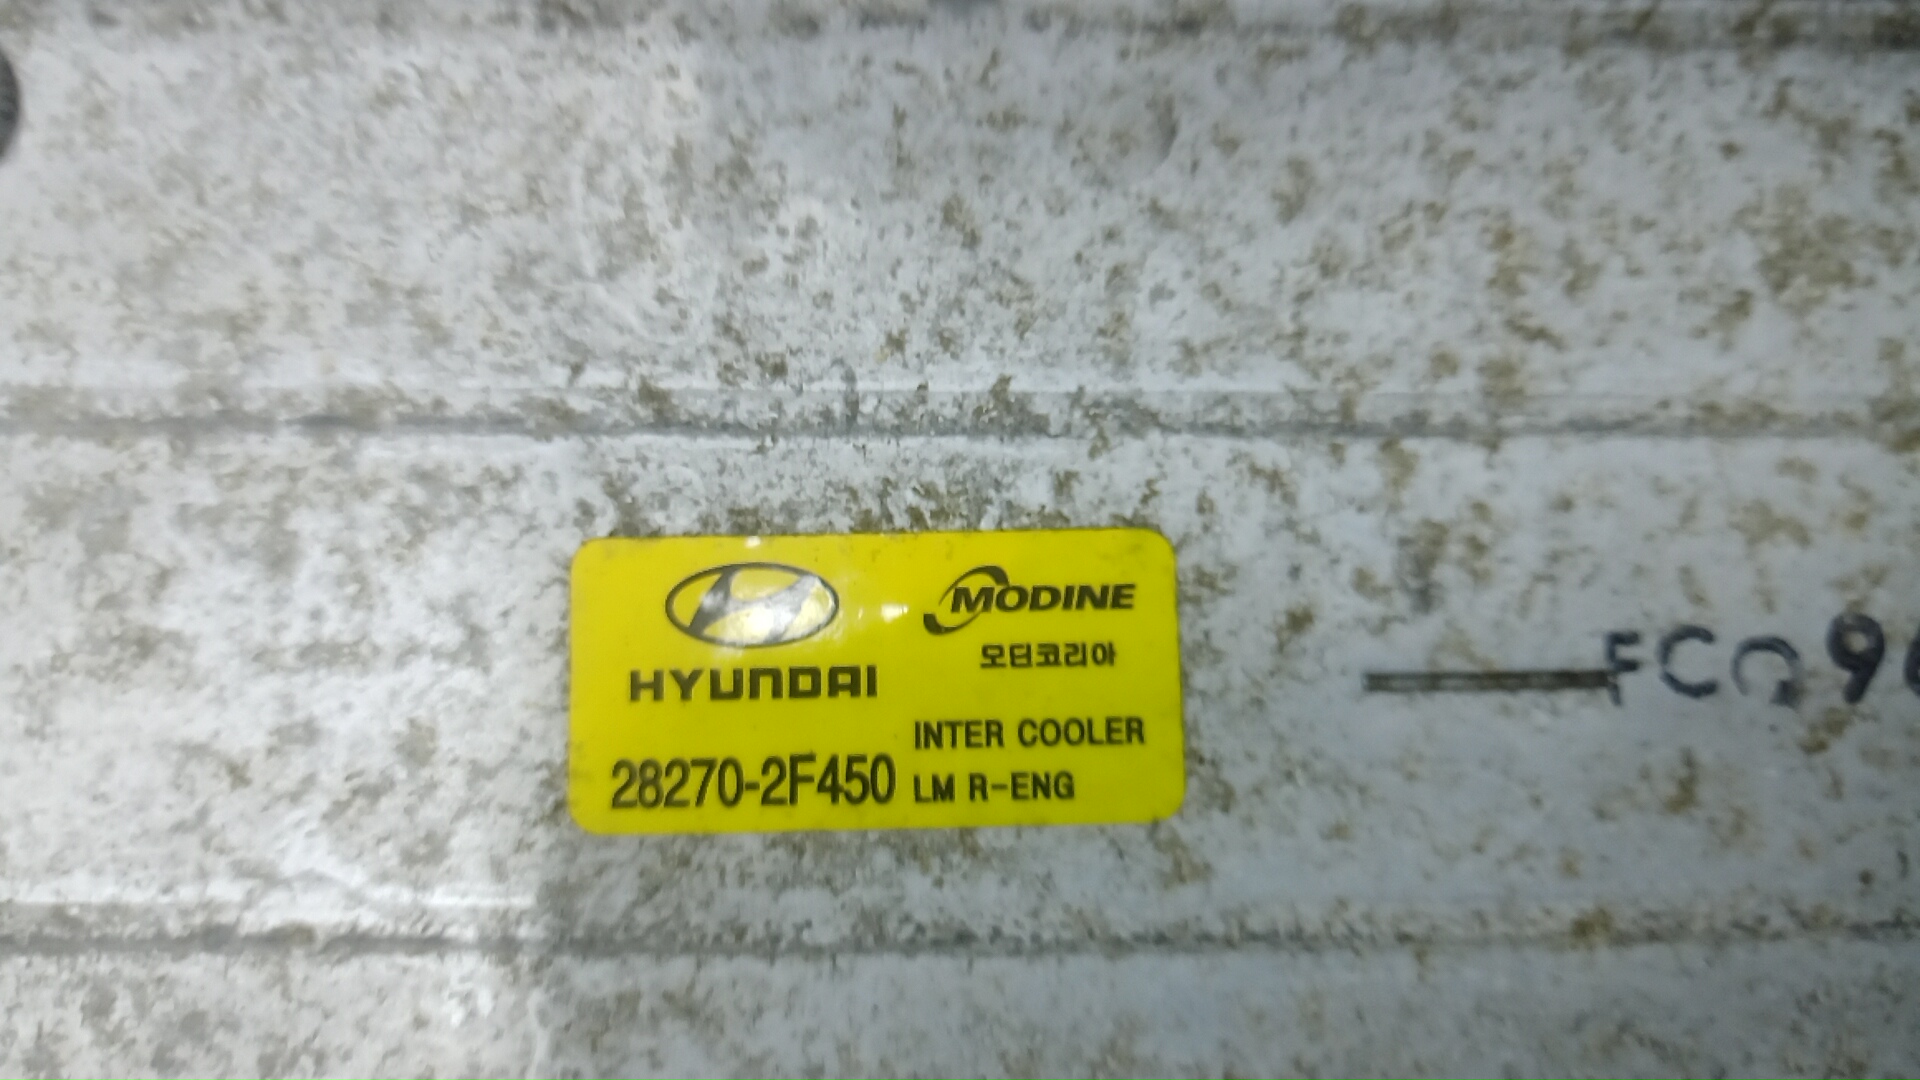 HYUNDAI
MODINE
모딘코리아
INTER COOLER
28270-2F450 LM R-ENG